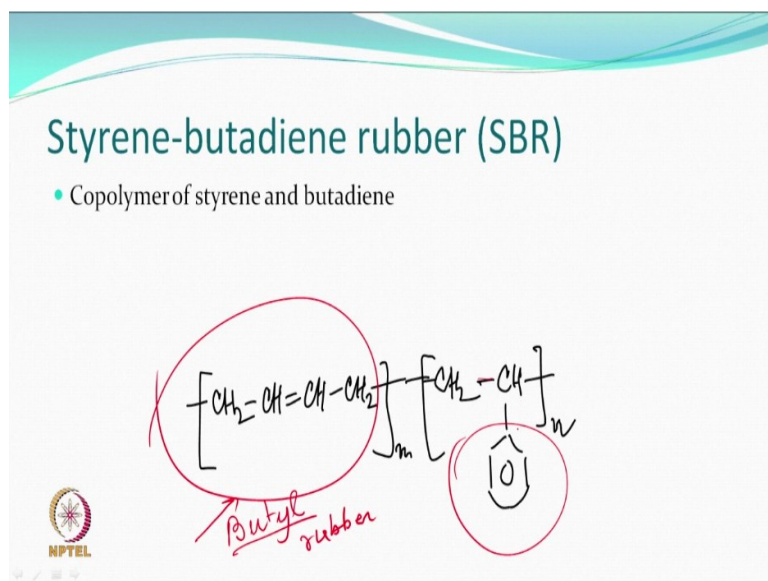 Styrene-butadiene rubber (SBR)
• Copolymer of styrene and butadiene
[CH₂-CH=CH-CH₂]m [CH₂-CH]n
Butyl
rubber
NPTEL